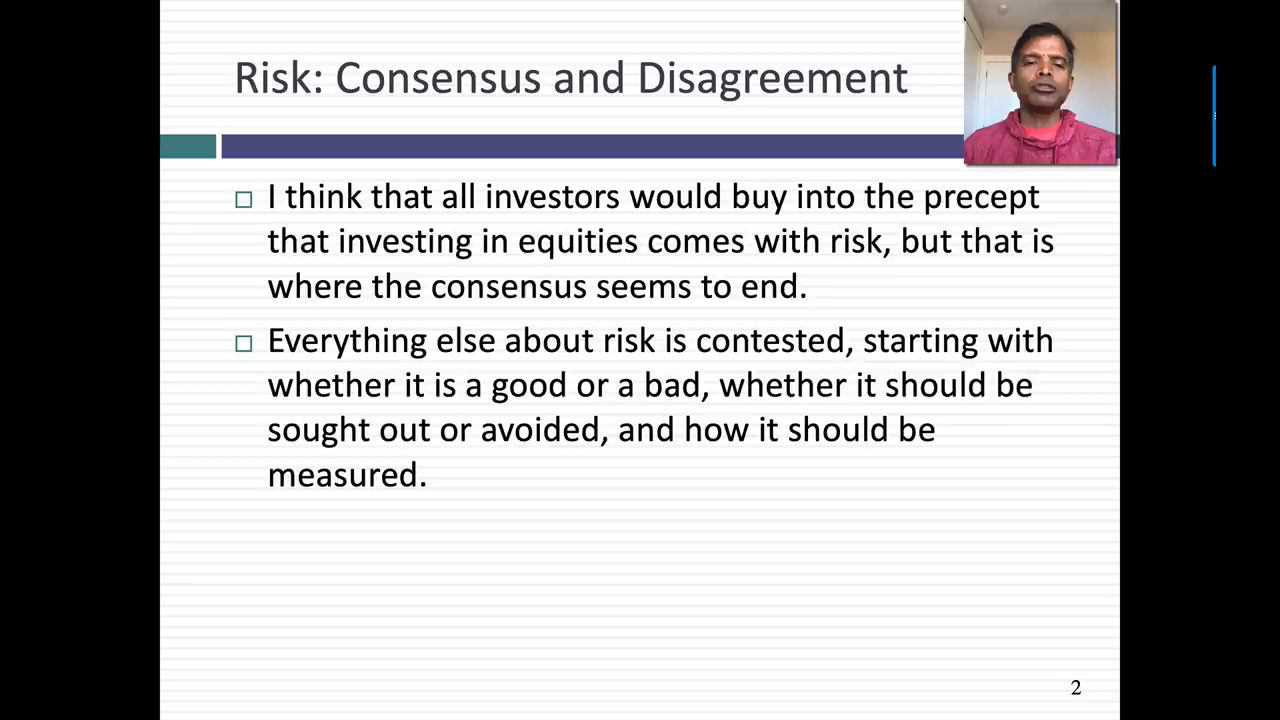 Risk: Consensus and Disagreement
I think that all investors would buy into the precept
that investing in equities comes with risk, but that is
where the consensus seems to end.
Everything else about risk is contested, starting with
whether it is a good or a bad, whether it should be
sought out or avoided, and how it should be
measured.
2